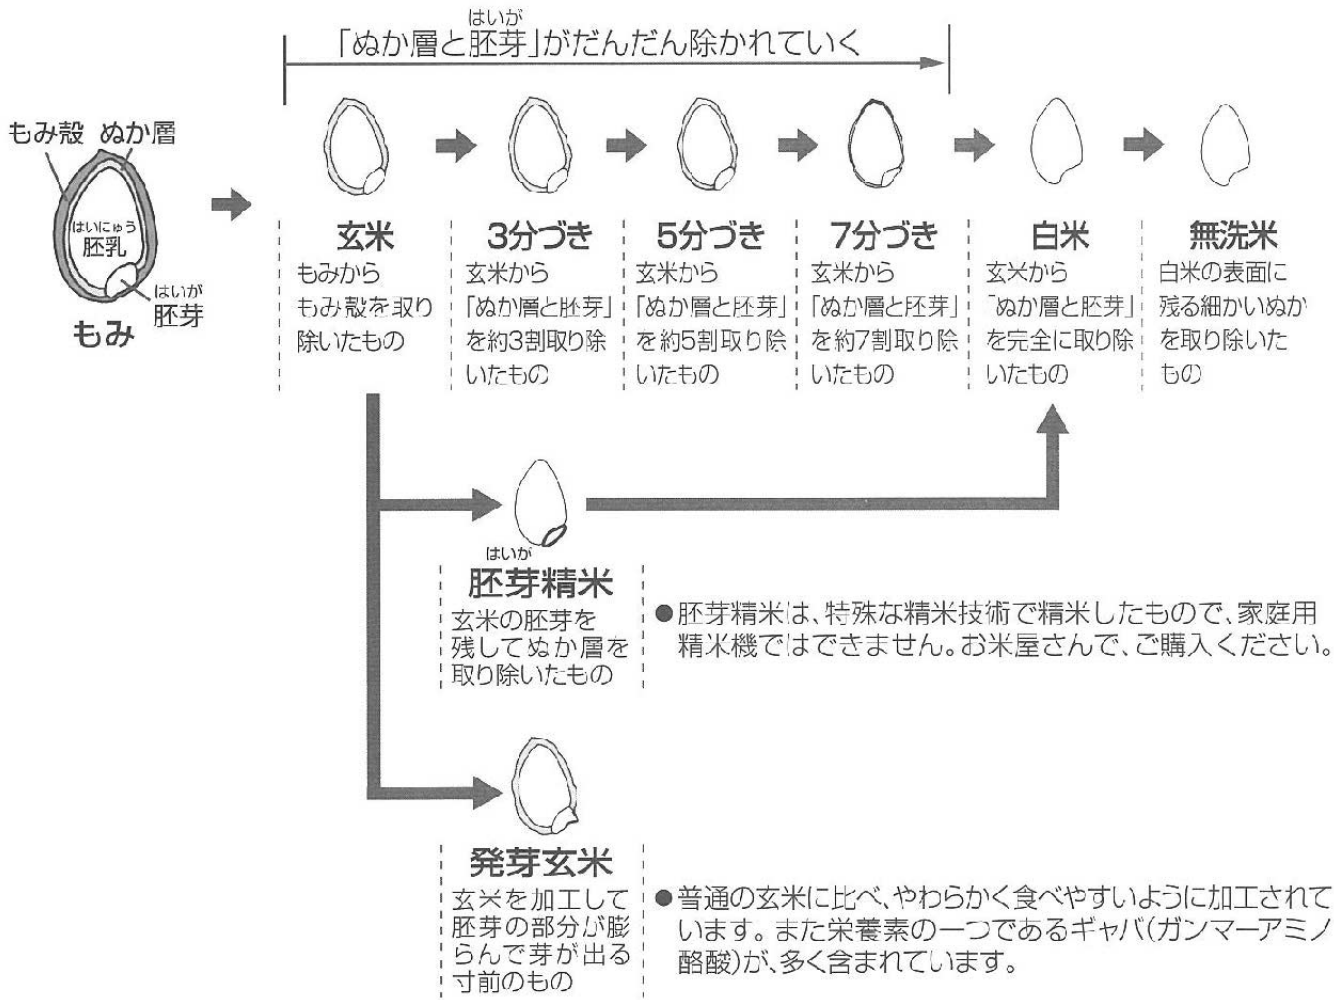 はいが
「ぬか層と胚芽」がだんだん除かれていく
もみ殻 ぬか層
はいにゅう
胚乳
はいが
胚芽
もみ
玄米
もみから
もみ殻を取り
除いたもの
3分づき
玄米から
「ぬか層と胚芽」
を約3割取り除
いたもの
5分づき
玄米から
「ぬか層と胚芽」
を約5割取り除
いたもの
7分づき
玄米から
「ぬか層と胚芽」
を約7割取り除
いたもの
白米
玄米から
「ぬか層と胚芽」
を完全に取り除
いたもの
無洗米
白米の表面に
残る細かいぬか
を取り除いた
もの
はいが
胚芽精米
玄米の胚芽を
残してぬか層を
取り除いたもの
●胚芽精米は、特殊な精米技術で精米したもので、家庭用
精米機ではできません。お米屋さんで、ご購入ください。
発芽玄米
玄米を加工して
胚芽の部分が膨
らんで芽が出る
寸前のもの
●普通の玄米に比べ、やわらかく食べやすいように加工されて
います。また栄養素の一つであるギャバ(ガンマーアミノ
酪酸)が、多く含まれています。